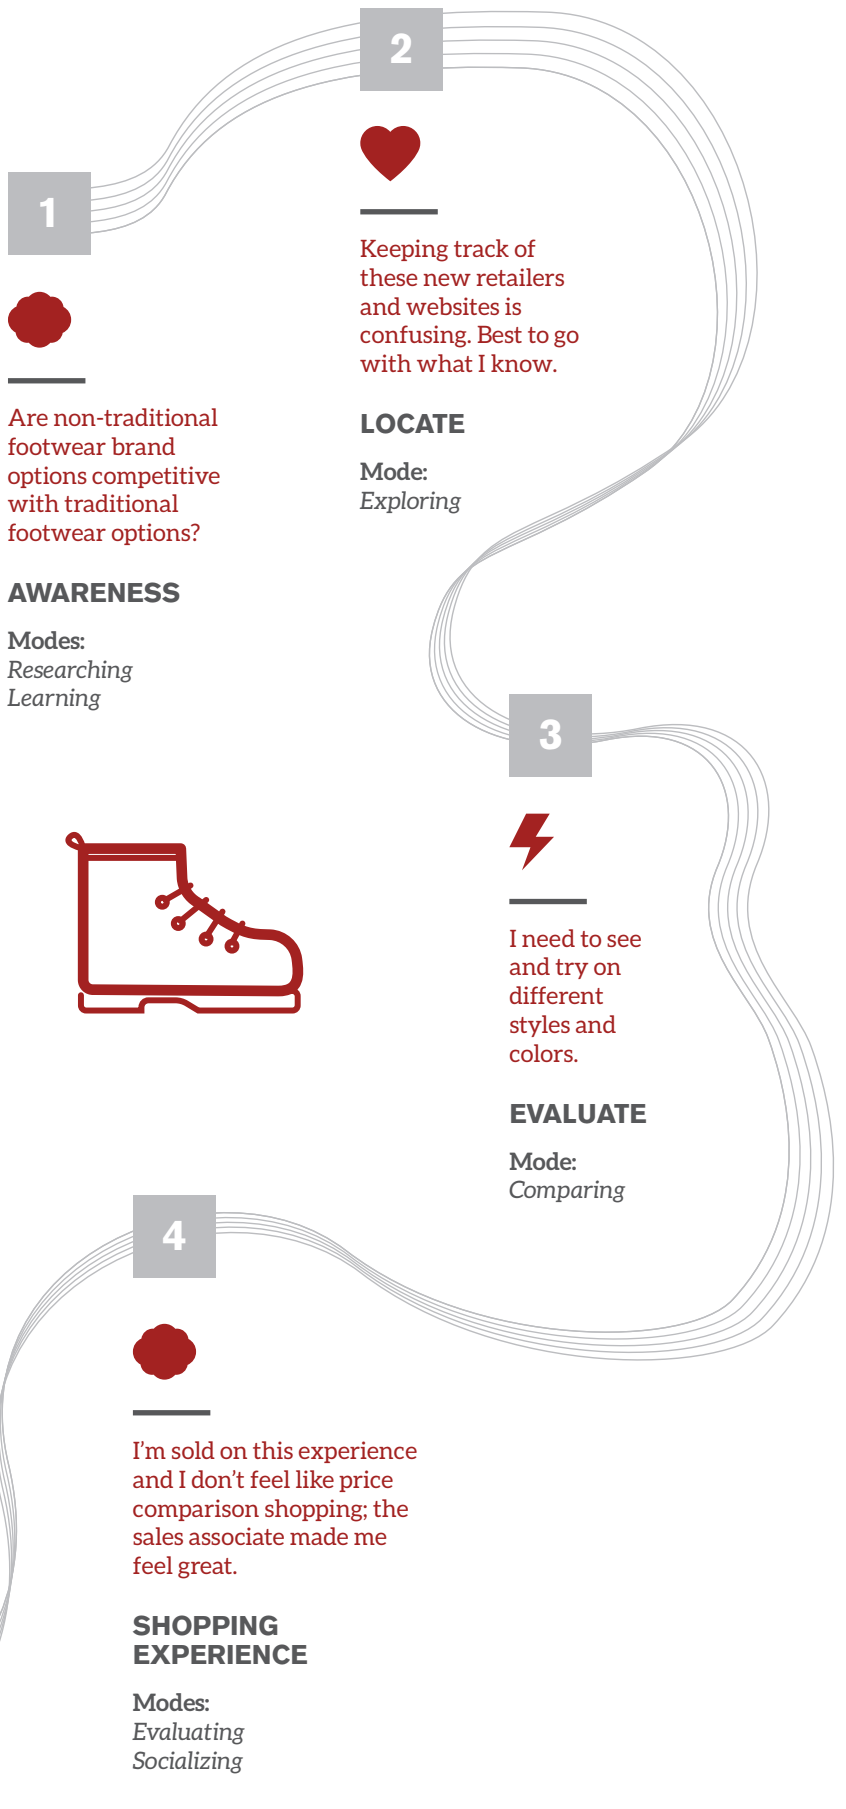 1
Are non-traditional
footwear brand
options competitive
with traditional
footwear options?
AWARENESS
Modes:
Researching
Learning
2
Keeping track of
these new retailers
and websites is
confusing. Best to go
with what I know.
LOCATE
Mode:
Exploring
3
I need to see
and try on
different
styles and
colors.
EVALUATE
Mode:
Comparing
4
I’m sold on this experience
and I don’t feel like price
comparison shopping; the
sales associate made me
feel great.
SHOPPING
EXPERIENCE
Modes:
Evaluating
Socializing